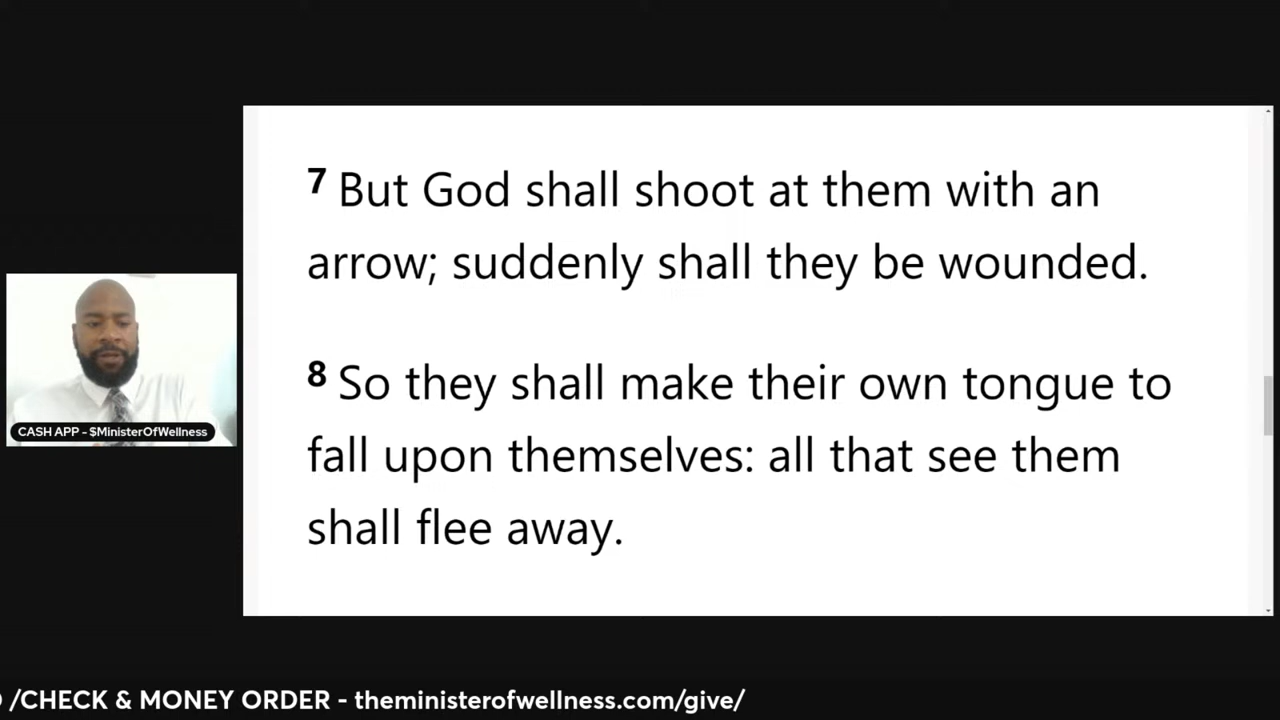 7 But God shall shoot at them with an
arrow; suddenly shall they be wounded.
8 So they shall make their own tongue to
fall upon themselves: all that see them
shall flee away.
CASH APP - $MinisterOfWellness
/CHECK & MONEY ORDER - theministerofwellness.com/give/